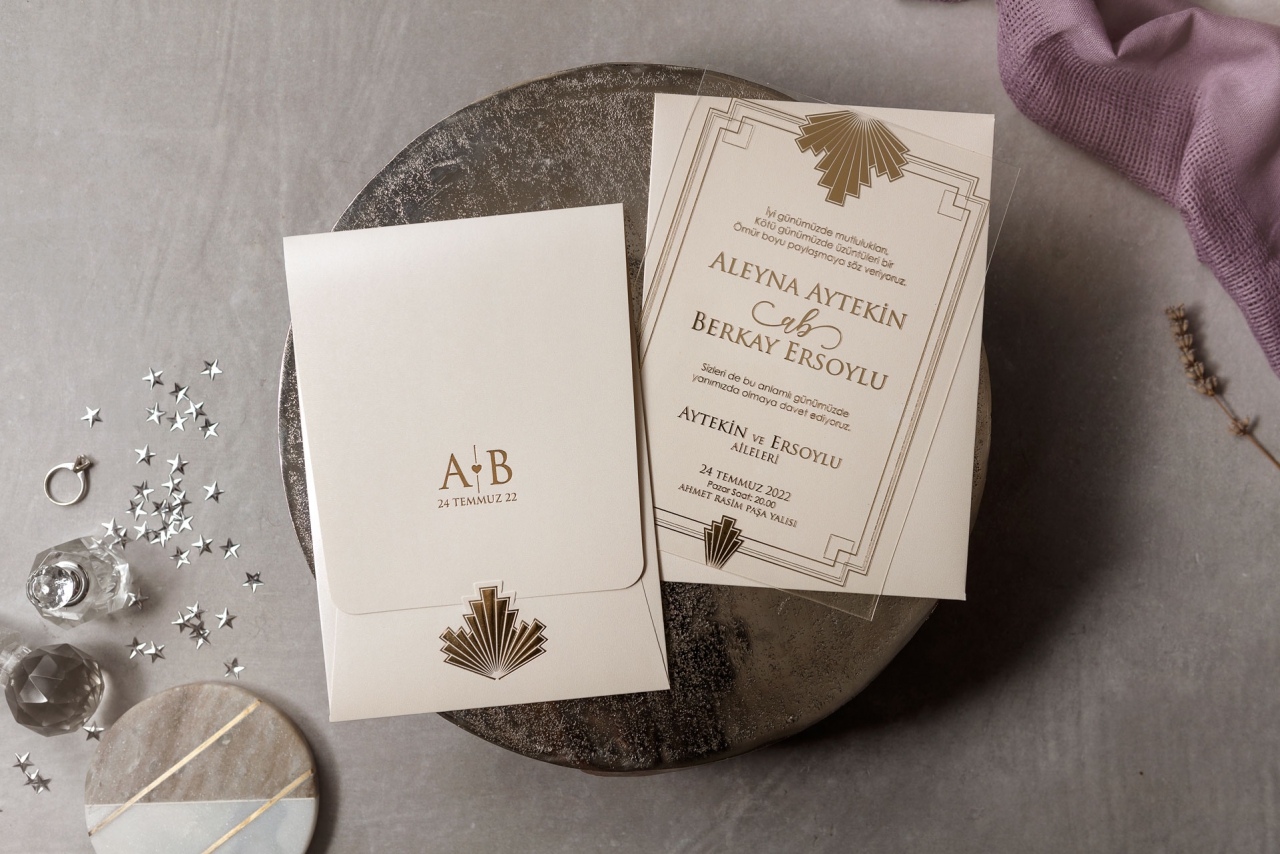 A B
24 TEMMUZ 22
İyi günümüzde mutlulukları,
Kötü günümüzde üzüntüleri bir
Ömür boyu paylaşmaya söz veriyoruz.
ALEYNA AYTEKİN
ab
BERKAY ERSOYLU
Sizleri de bu anlamlı günümüzde
yanımızda olmaya davet ediyoruz.
AYTEKİN VE ERSOYLU
AİLELERİ
24 TEMMUZ 2022
Pazar Saat: 20.00
AHMET RASİM PAŞA YALISI